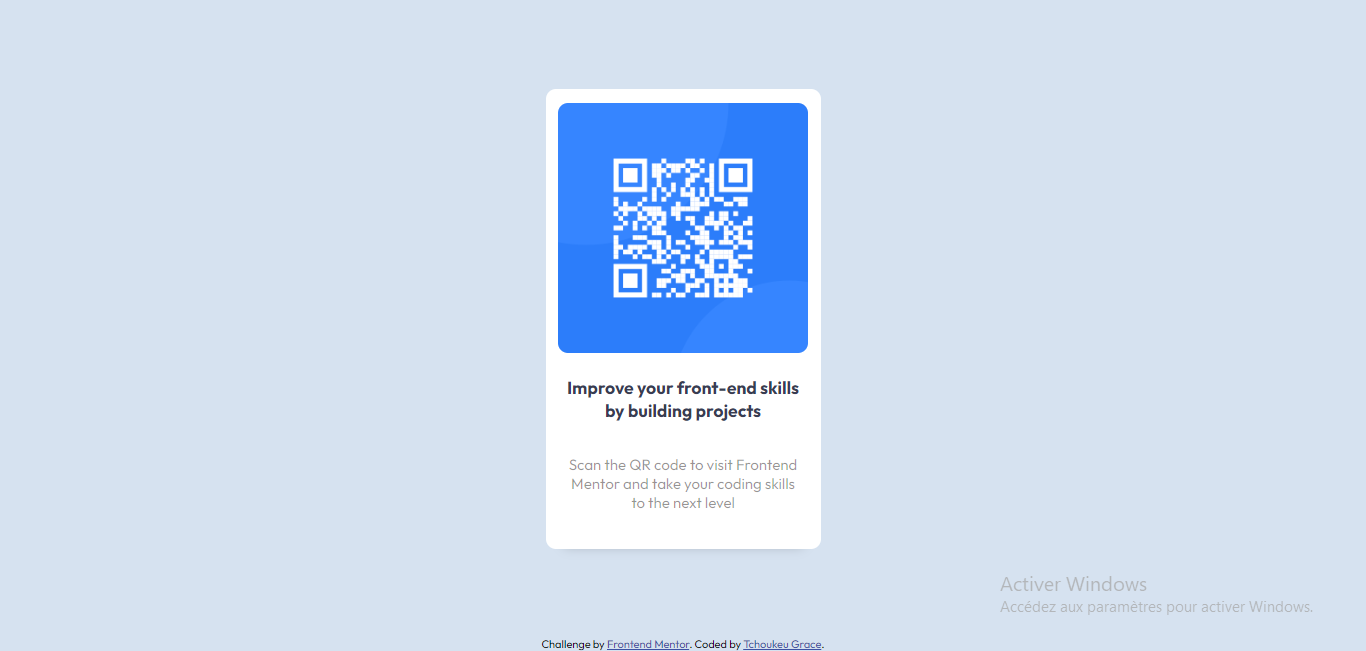 Improve your front-end skills
by building projects
Scan the QR code to visit Frontend
Mentor and take your coding skills
to the next level
Activer Windows
Accédez aux paramètres pour activer Windows.
Challenge by Frontend Mentor. Coded by Tchoukeu Grace.